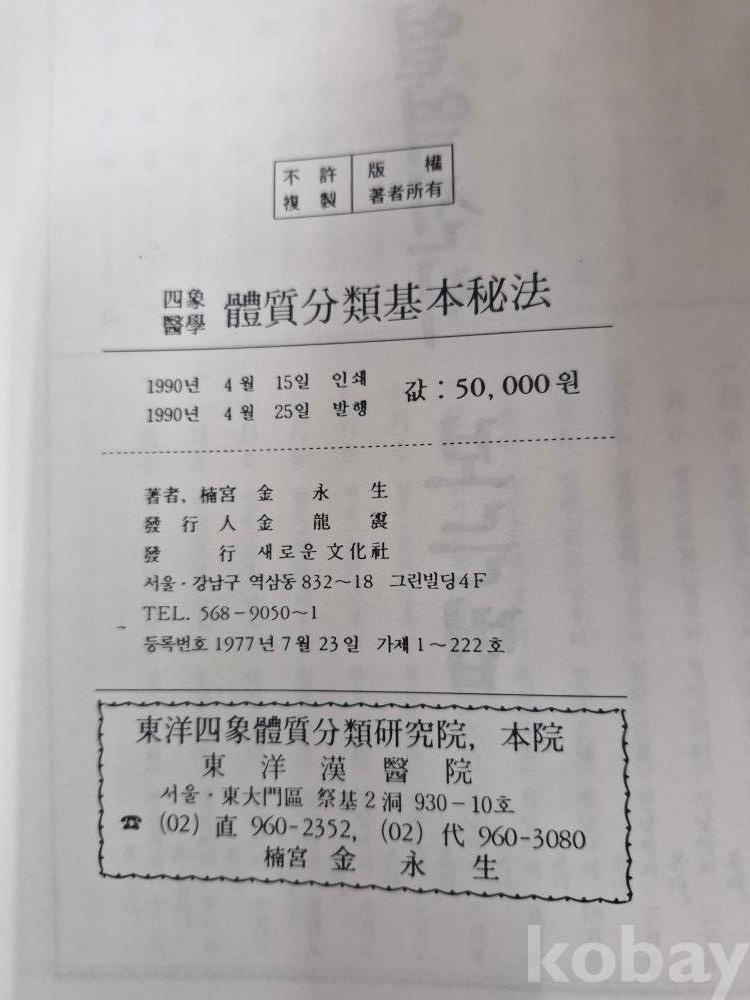 不許 版權
複製 著者所有
四象
醫學 體質分類基本秘法
1990년 4월 15일 인쇄
1990년 4월 25일 발행
값 : 50,000원
著者, 楠宮 金永生
發行人 金龍震
發行 새로운 文化社
서울·강남구 역삼동 832~18 그린빌딩 4F
TEL. 568-9050~1
등록번호 1977년 7월 23일 가제 1~222호
東洋四象體質分類硏究院, 本院
東洋漢醫院
서울·東大門區 祭基2洞 930-10호
☎ (02) 直 960-2352, (02) 代 960-3080
楠宮 金永生
kobay